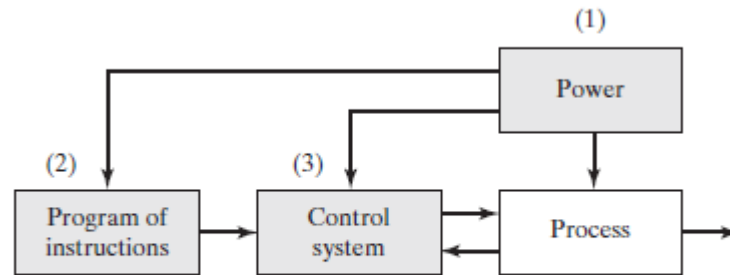 (1)
Power
(2)
(3)
Program of
instructions
Control
system
Process